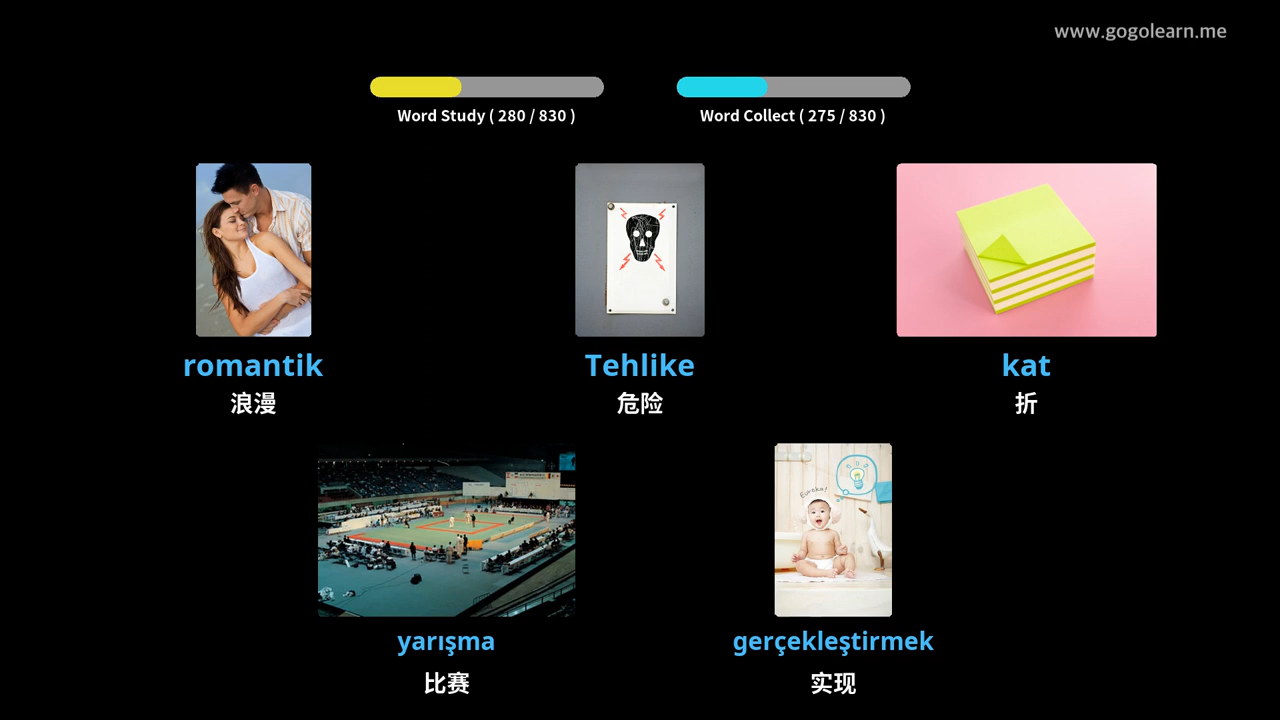 www.gogolearn.me
Word Study ( 280 / 830 )
Word Collect ( 275 / 830 )
romantik
Tehlike
kat
浪漫
危险
折
Eureka!
yarışma
gerçekleştirmek
比赛
实现